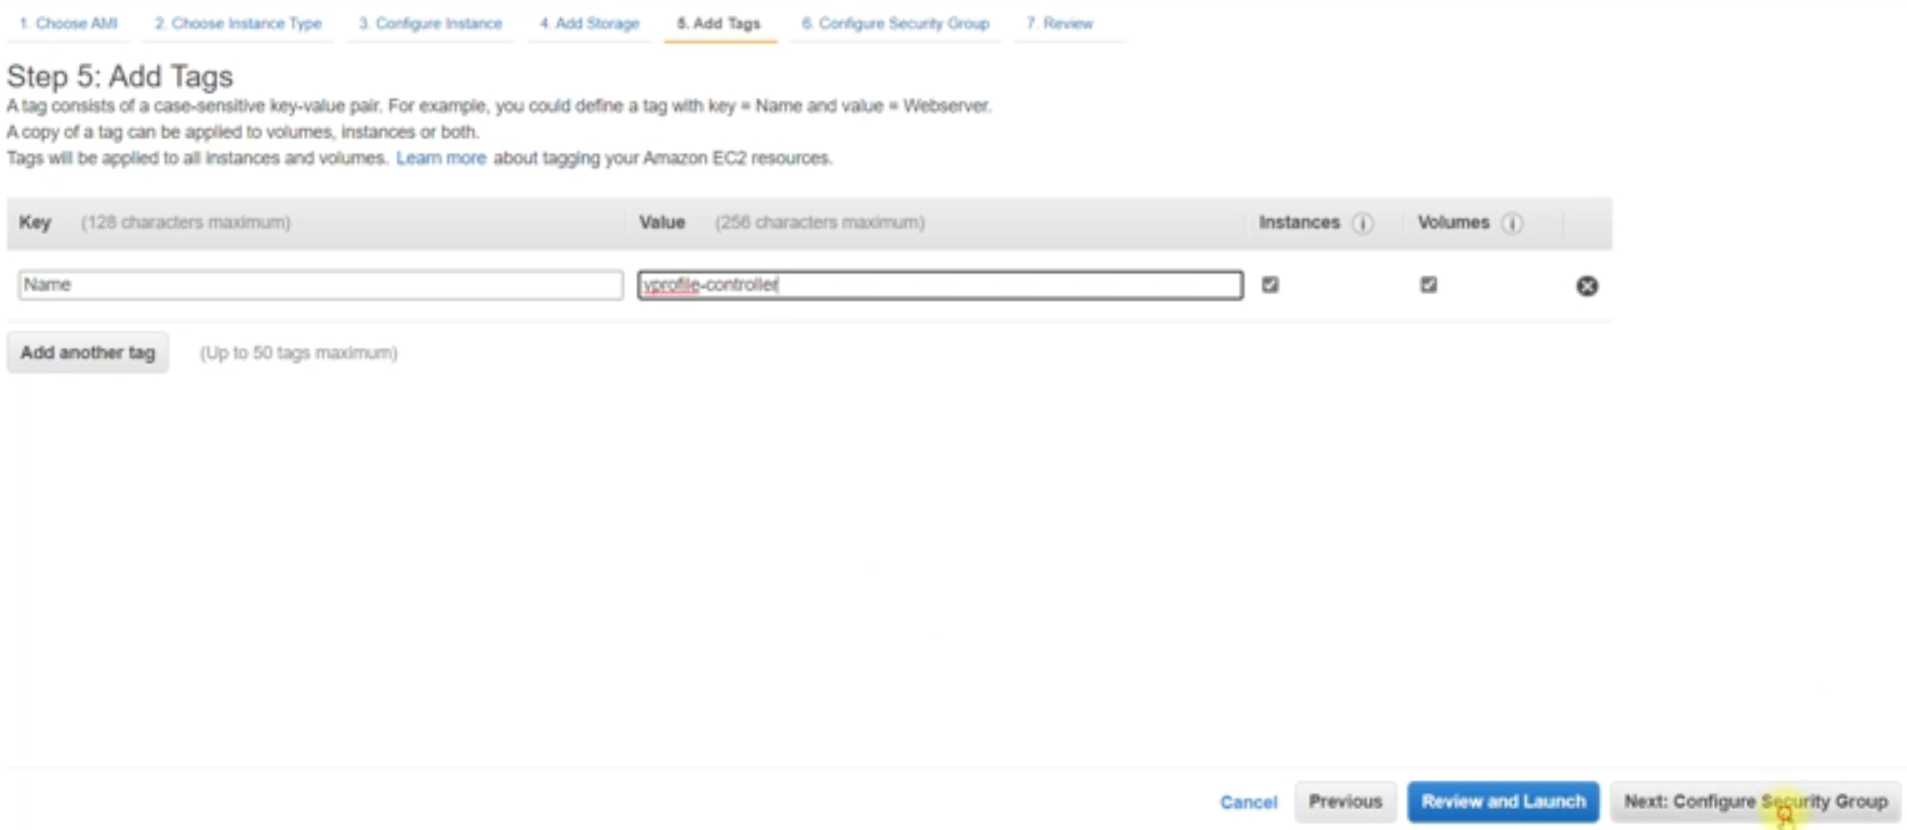 1. Choose AMI 2. Choose Instance Type 3. Configure Instance 4. Add Storage 5. Add Tags 6. Configure Security Group 7. Review
Step 5: Add Tags
A tag consists of a case-sensitive key-value pair. For example, you could define a tag with key = Name and value = Webserver.
A copy of a tag can be applied to volumes, instances or both.
Tags will be applied to all instances and volumes. Learn more about tagging your Amazon EC2 resources.
Key (128 characters maximum) Value (256 characters maximum) Instances Volumes
Name vprofile-controller
Add another tag (Up to 50 tags maximum)
Cancel Previous Review and Launch Next: Configure Security Group